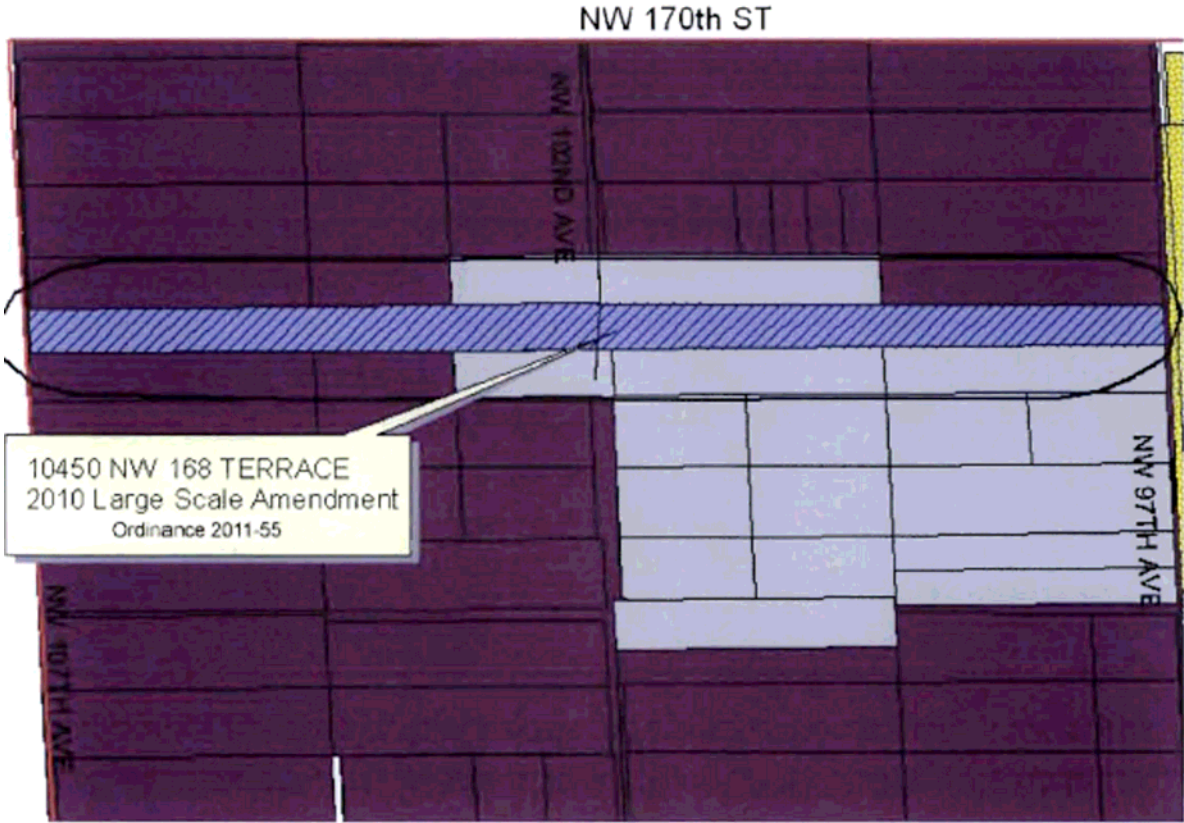 NW 170th ST
NW 102ND AVE
10450 NW 168 TERRACE
2010 Large Scale Amendment
Ordinance 2011-55
NW 97TH AVE
NW 107TH AVE